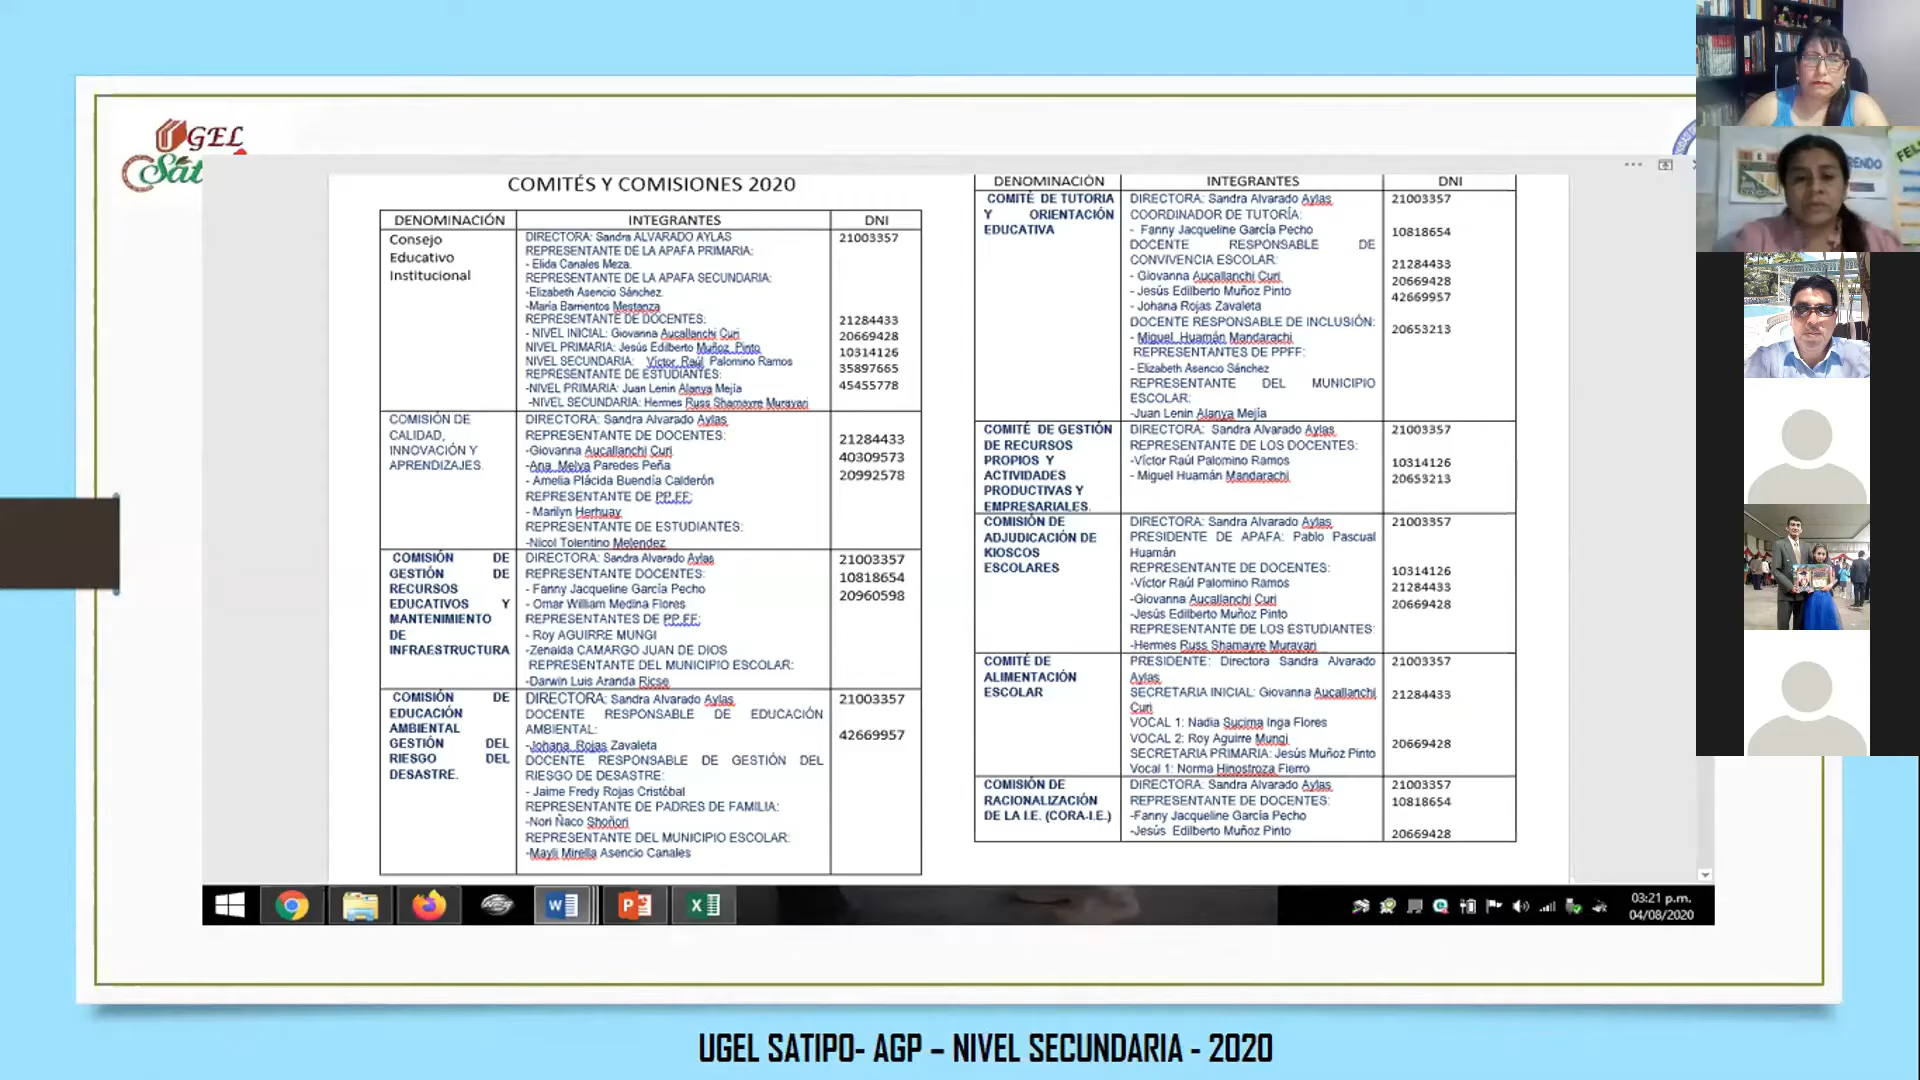 UGEL
Sat
COMITÉS Y COMISIONES 2020
DENOMINACIÓN INTEGRANTES DNI
Consejo
Educativo
Institucional
DIRECTORA: Sandra ALVARADO AYLAS
REPRESENTANTE DE LA APAFA PRIMARIA:
- Elida Canales Meza.
REPRESENTANTE DE LA APAFA SECUNDARIA:
-Elizabeth Asencio Sánchez
-María Barrientos Mestanza
REPRESENTANTE DE DOCENTES:
- NIVEL INICIAL: Giovanna Aucallanchi Curi
NIVEL PRIMARIA: Jesús Edilberto Muñoz Pinto
NIVEL SECUNDARIA: Víctor Raúl Palomino Ramos
REPRESENTANTE DE ESTUDIANTES:
-NIVEL PRIMARIA: Juan Lenin Alanya Mejía
-NIVEL SECUNDARIA: Hermes Russ Shamayre Murayari
21003357
21284433
20669428
10314126
35897665
45455778
COMISIÓN DE
CALIDAD,
INNOVACIÓN Y
APRENDIZAJES.
DIRECTORA: Sandra Alvarado Aylas
REPRESENTANTE DE DOCENTES:
-Giovanna Aucallanchi Curi
-Ana Melva Paredes Peña
- Amelia Plácida Buendía Calderón
REPRESENTANTE DE PP.FF:
- Marilyn Herhuay
REPRESENTANTE DE ESTUDIANTES:
-Nicol Tolentino Melendez
21284433
40309573
20992578
COMISIÓN DE
GESTIÓN DE
RECURSOS
EDUCATIVOS Y
MANTENIMIENTO
DE
INFRAESTRUCTURA
DIRECTORA: Sandra Alvarado Aylas
REPRESENTANTE DOCENTES:
- Fanny Jacqueline García Pecho
- Omar William Medina Flores
REPRESENTANTES DE PP.FF:
- Roy AGUIRRE MUNGI
-Zenaida CAMARGO JUAN DE DIOS
REPRESENTANTE DEL MUNICIPIO ESCOLAR:
-Darwin Luis Aranda Ricse
21003357
10818654
20960598
COMISIÓN DE
EDUCACIÓN
AMBIENTAL
GESTIÓN DEL
RIESGO DEL
DESASTRE.
DIRECTORA: Sandra Alvarado Aylas
DOCENTE RESPONSABLE DE EDUCACIÓN
AMBIENTAL:
-Johana Rojas Zavaleta
DOCENTE RESPONSABLE DE GESTIÓN DEL
RIESGO DE DESASTRE:
- Jaime Fredy Rojas Cristóbal
REPRESENTANTE DE PADRES DE FAMILIA:
-Nori Ñaco Shoñori
REPRESENTANTE DEL MUNICIPIO ESCOLAR:
-Mayli Mirella Asencio Canales
21003357
42669957
DENOMINACIÓN INTEGRANTES DNI
COMITÉ DE TUTORIA
Y ORIENTACIÓN
EDUCATIVA
DIRECTORA: Sandra Alvarado Aylas
COORDINADOR DE TUTORÍA:
- Fanny Jacqueline García Pecho
DOCENTE RESPONSABLE DE
CONVIVENCIA ESCOLAR:
- Giovanna Aucallanchi Curi
- Jesús Edilberto Muñoz Pinto
- Johana Rojas Zavaleta
DOCENTE RESPONSABLE DE INCLUSIÓN:
- Miguel Huamán Mandarachi
REPRESENTANTES DE PPFF:
- Elizabeth Asencio Sánchez
REPRESENTANTE DEL MUNICIPIO
ESCOLAR:
-Juan Lenin Alanya Mejía
21003357
10818654
21284433
20669428
42669957
20653213
COMITÉ DE GESTIÓN
DE RECURSOS
PROPIOS Y
ACTIVIDADES
PRODUCTIVAS Y
EMPRESARIALES.
DIRECTORA: Sandra Alvarado Aylas
REPRESENTANTE DE LOS DOCENTES:
-Víctor Raúl Palomino Ramos
- Miguel Huamán Mandarachi
21003357
10314126
20653213
COMISIÓN DE
ADJUDICACIÓN DE
KIOSCOS
ESCOLARES
DIRECTORA: Sandra Alvarado Aylas
PRESIDENTE DE APAFA: Pablo Pascual
Huamán
REPRESENTANTE DE DOCENTES:
-Víctor Raúl Palomino Ramos
-Giovanna Aucallanchi Curi
-Jesús Edilberto Muñoz Pinto
REPRESENTANTE DE LOS ESTUDIANTES:
-Hermes Russ Shamayre Murayari
21003357
10314126
21284433
20669428
COMITÉ DE
ALIMENTACIÓN
ESCOLAR
PRESIDENTE: Directora Sandra Alvarado
Aylas
SECRETARIA INICIAL: Giovanna Aucallanchi
Curi
VOCAL 1: Nadia Sucima Inga Flores
VOCAL 2: Roy Aguirre Mungi
SECRETARIA PRIMARIA: Jesús Muñoz Pinto
Vocal 1: Norma Hinostroza Fierro
21003357
21284433
20669428
COMISIÓN DE
RACIONALIZACIÓN
DE LA I.E. (CORA-I.E.)
DIRECTORA: Sandra Alvarado Aylas
REPRESENTANTE DE DOCENTES:
-Fanny Jacqueline García Pecho
-Jesús Edilberto Muñoz Pinto
21003357
10818654
20669428
03:21 p.m.
04/08/2020
UGEL SATIPO- AGP – NIVEL SECUNDARIA - 2020